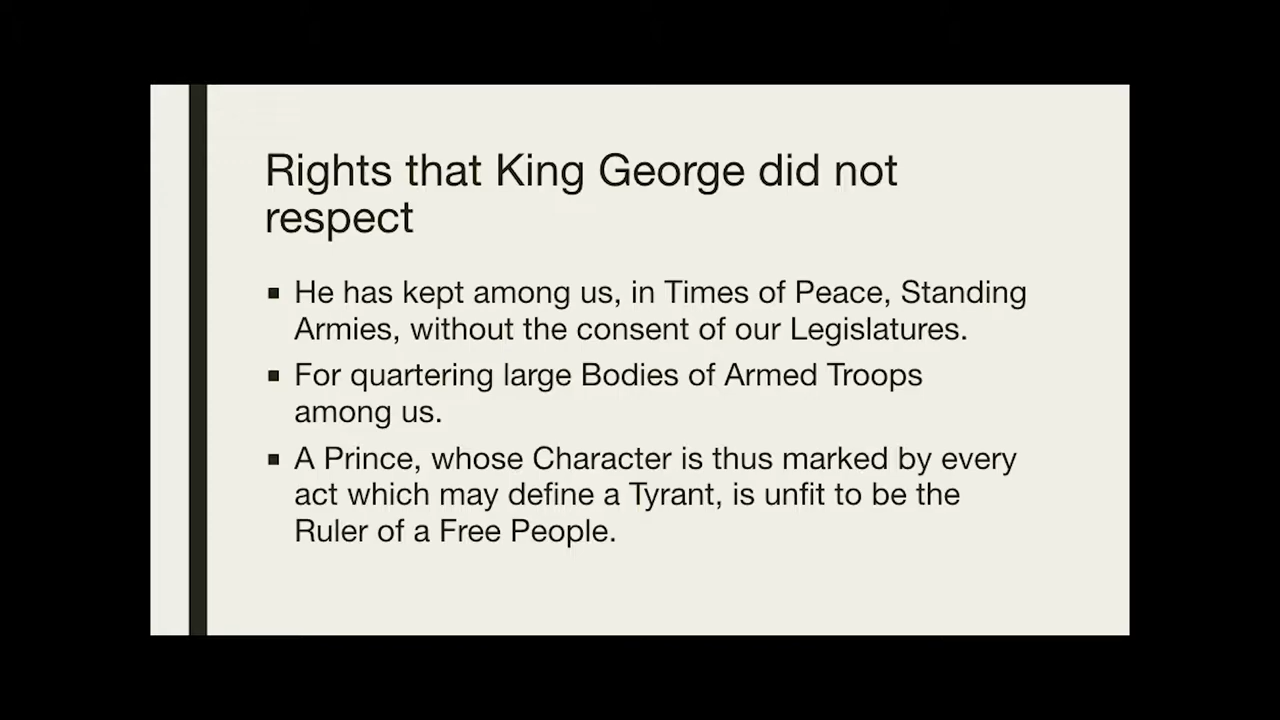 Rights that King George did not
respect
▪ He has kept among us, in Times of Peace, Standing
Armies, without the consent of our Legislatures.
▪ For quartering large Bodies of Armed Troops
among us.
▪ A Prince, whose Character is thus marked by every
act which may define a Tyrant, is unfit to be the
Ruler of a Free People.